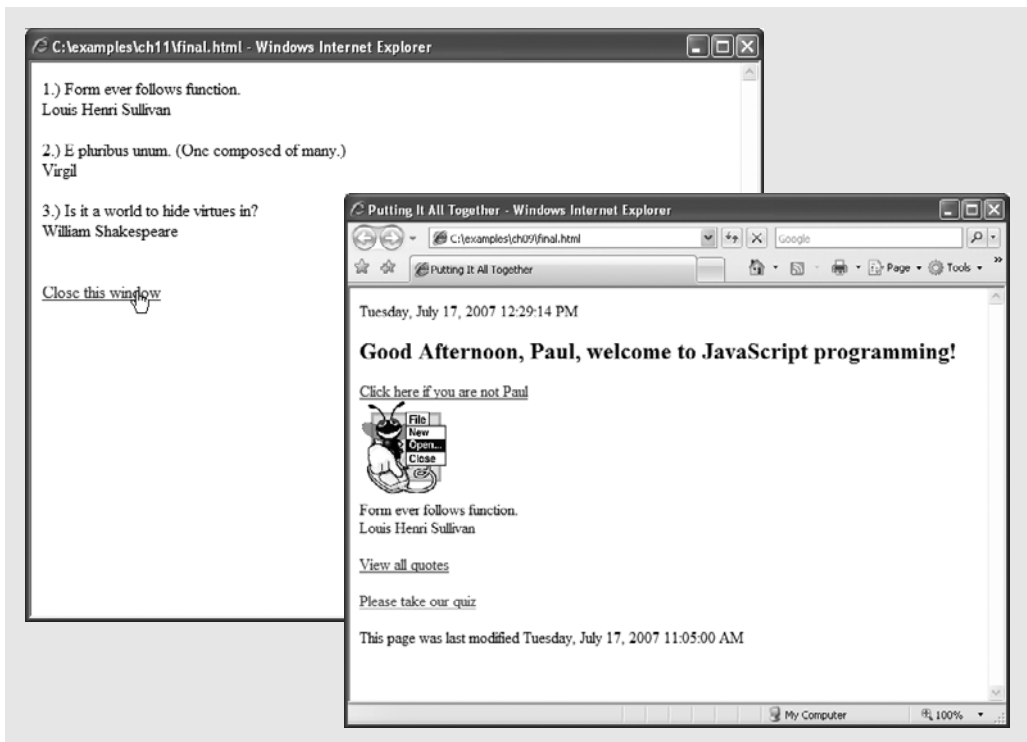 C:\examples\ch11\final.html - Windows Internet Explorer
1.) Form ever follows function.
Louis Henri Sullivan
2.) E pluribus unum. (One composed of many.)
Virgil
3.) Is it a world to hide virtues in?
William Shakespeare
Close this window
Putting It All Together - Windows Internet Explorer
C:\examples\ch09\final.html
Google
Putting It All Together
Page
Tools
Tuesday, July 17, 2007 12:29:14 PM
Good Afternoon, Paul, welcome to JavaScript programming!
Click here if you are not Paul
File
New
Open...
Close
Form ever follows function.
Louis Henri Sullivan
View all quotes
Please take our quiz
This page was last modified Tuesday, July 17, 2007 11:05:00 AM
My Computer
100%